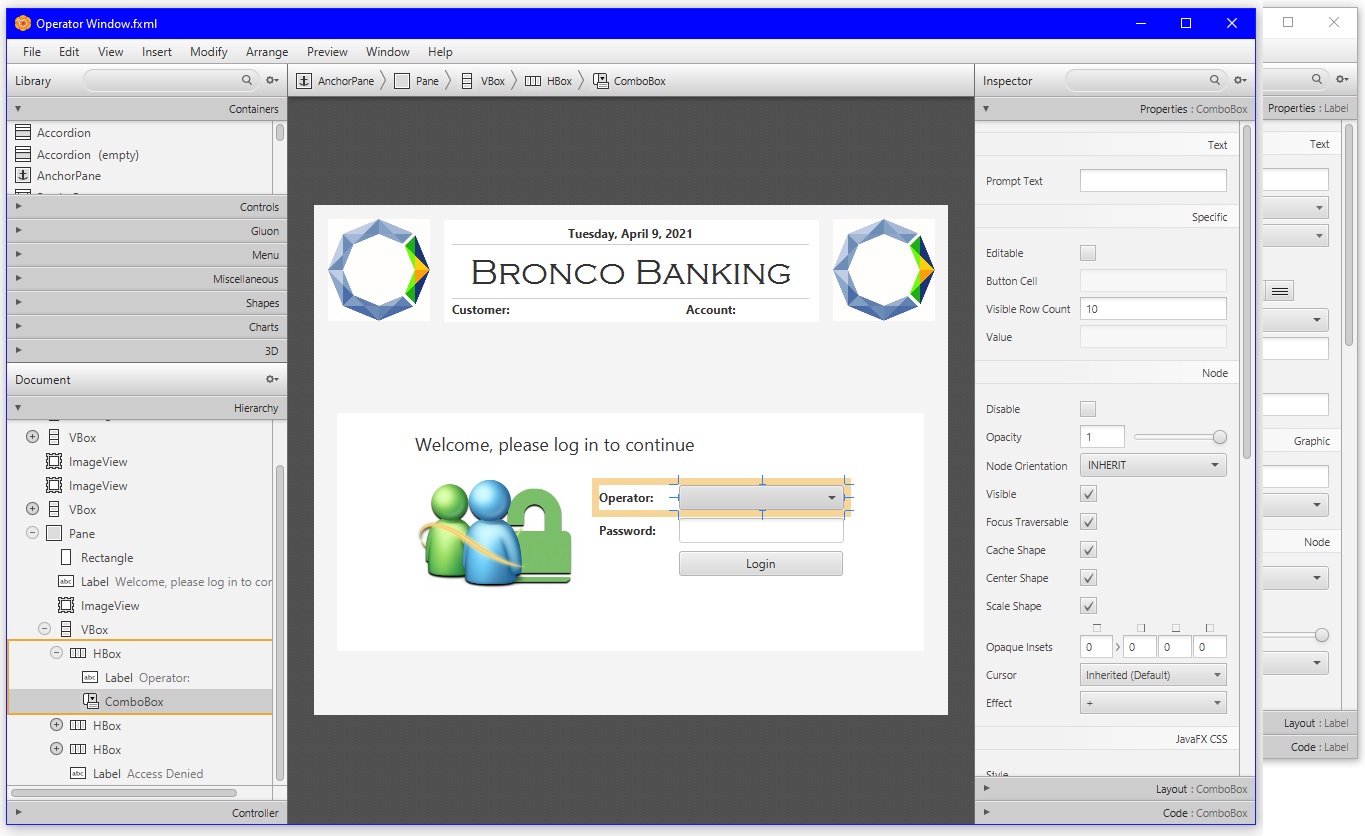 Operator Window.fxml
File Edit View Insert Modify Arrange Preview Window Help
Library
AnchorPane Pane VBox HBox ComboBox
Inspector
Containers
Accordion
Accordion (empty)
AnchorPane
Controls
Gluon
Menu
Miscellaneous
Shapes
Charts
3D
Document
Hierarchy
VBox
ImageView
ImageView
VBox
Pane
Rectangle
abc Label Welcome, please log in to cor
ImageView
VBox
HBox
abc Label Operator:
ComboBox
HBox
HBox
abc Label Access Denied
Controller
Tuesday, April 9, 2021
Bronco Banking
Customer: Account:
Welcome, please log in to continue
Operator:
Password:
Login
Properties : ComboBox
Text
Prompt Text
Specific
Editable
Button Cell
Visible Row Count 10
Value
Node
Disable
Opacity 1
Node Orientation INHERIT
Visible
Focus Traversable
Cache Shape
Center Shape
Scale Shape
Opaque Insets 0 0 0 0
Cursor Inherited (Default)
Effect +
JavaFX CSS
Style
Layout : ComboBox
Code : ComboBox
Properties : Label
Text
Graphic
Node
Layout : Label
Code : Label